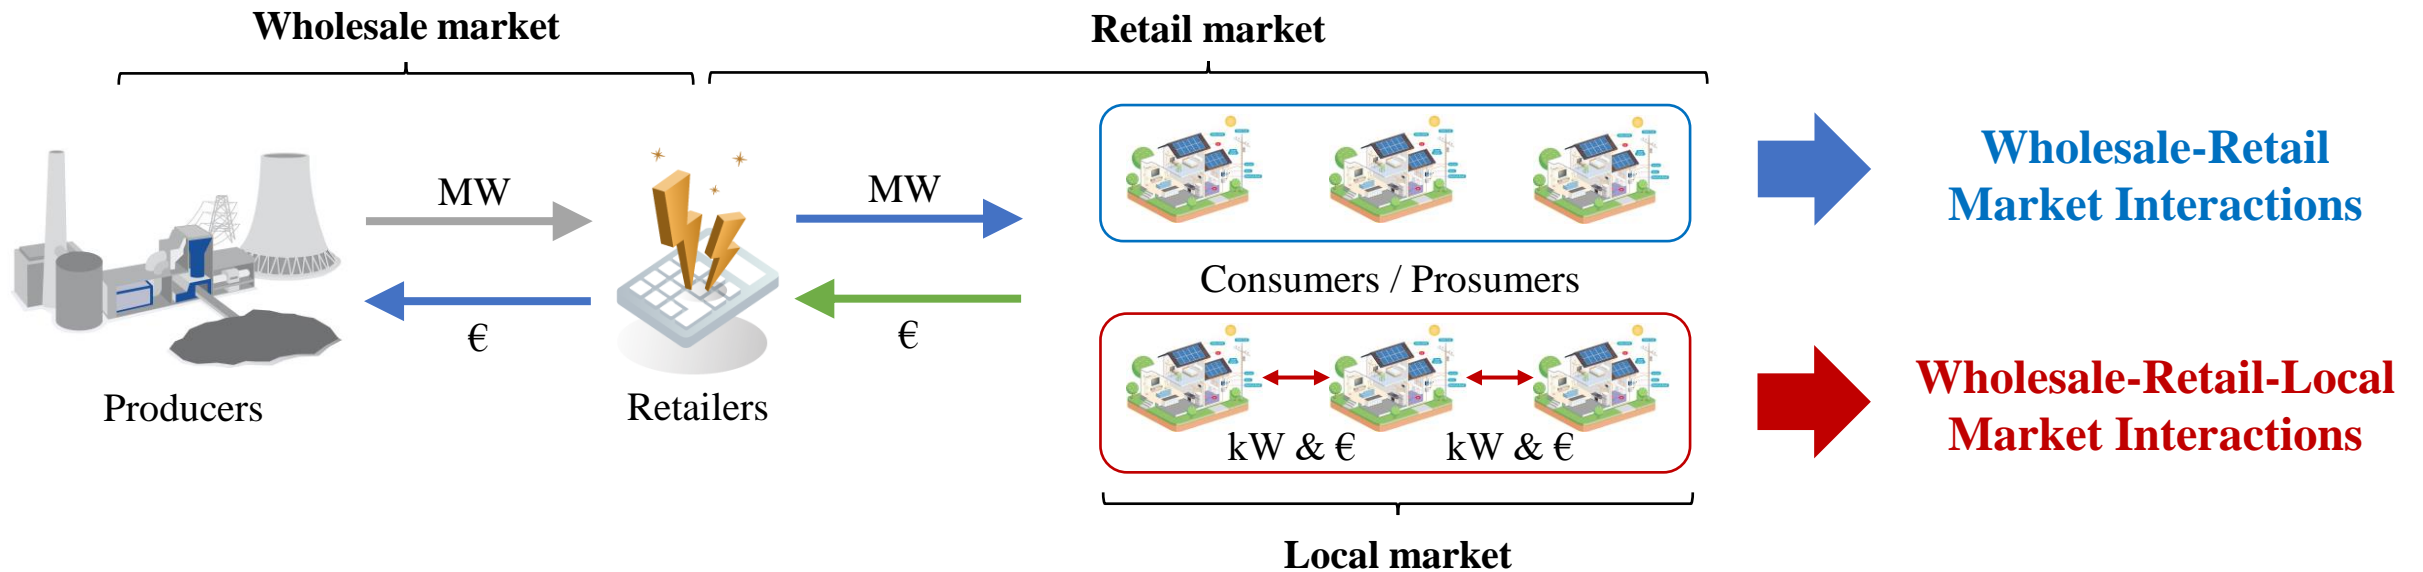 Wholesale market
Retail market
MW
MW
Wholesale-Retail
Market Interactions
Consumers / Prosumers
€
€
Producers
Retailers
kW & €
kW & €
Wholesale-Retail-Local
Market Interactions
Local market